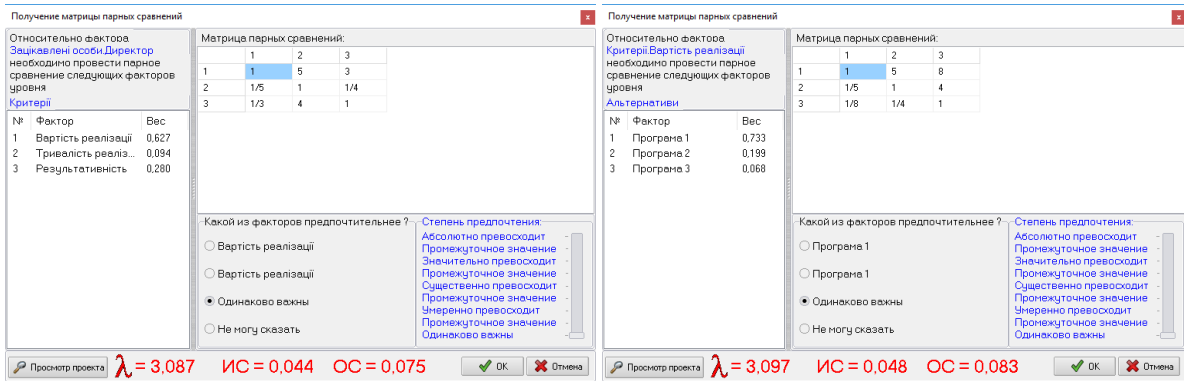 Получение матрицы парных сравнений
x
Относительно фактора
Зацікавлені особи.Директор
необходимо провести парное
сравнение следующих факторов
уровня
Критерії
№ Фактор Вес
1 Вартість реалізації 0,627
2 Тривалість реаліз... 0,094
3 Результативність 0,280
Матрица парных сравнений:
1 2 3
1 1 5 3
2 1/5 1 1/4
3 1/3 4 1
Какой из факторов предпочтительнее ?
Вартість реалізації
Вартість реалізації
Одинаково важны
Не могу сказать
Степень предпочтения:
Абсолютно превосходит
Промежуточное значение
Значительно превосходит
Промежуточное значение
Существенно превосходит
Промежуточное значение
Умеренно превосходит
Промежуточное значение
Одинаково важны
Просмотр проекта
λ = 3,087 ИС = 0,044 ОС = 0,075
OK
Отмена
Получение матрицы парных сравнений
x
Относительно фактора
Критерії.Вартість реалізації
необходимо провести парное
сравнение следующих факторов
уровня
Альтернативи
№ Фактор Вес
1 Програма 1 0,733
2 Програма 2 0,199
3 Програма 3 0,068
Матрица парных сравнений:
1 2 3
1 1 5 8
2 1/5 1 4
3 1/8 1/4 1
Какой из факторов предпочтительнее ?
Програма 1
Програма 1
Одинаково важны
Не могу сказать
Степень предпочтения:
Абсолютно превосходит
Промежуточное значение
Значительно превосходит
Промежуточное значение
Существенно превосходит
Промежуточное значение
Умеренно превосходит
Промежуточное значение
Одинаково важны
Просмотр проекта
λ = 3,097 ИС = 0,048 ОС = 0,083
OK
Отмена